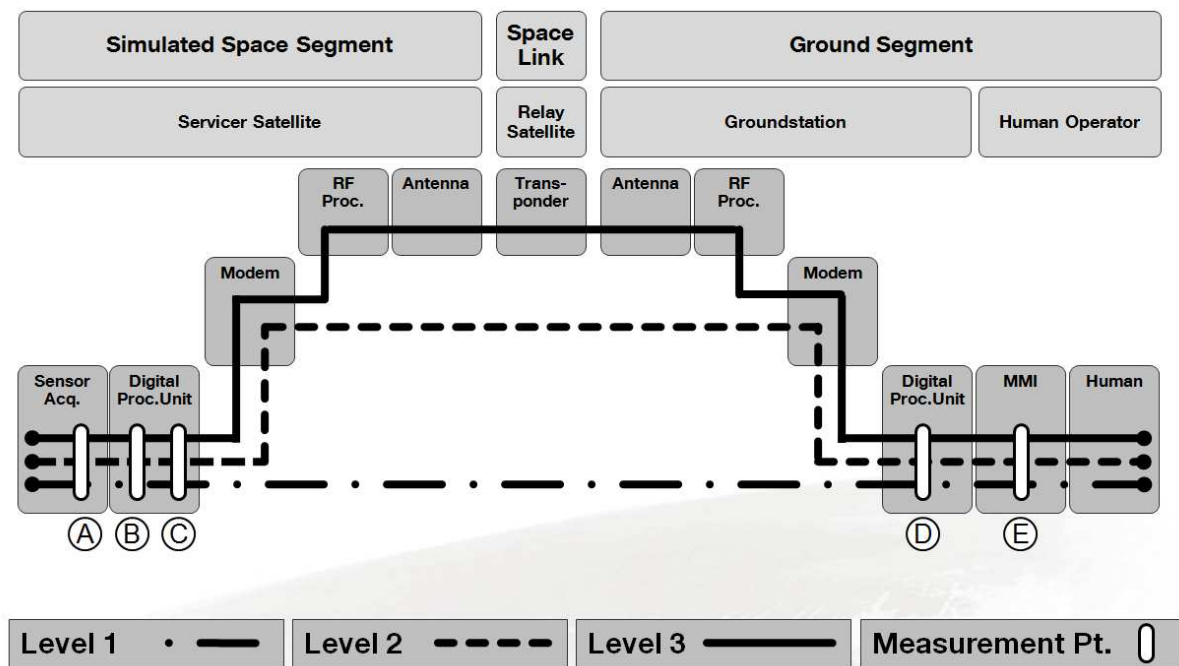 Simulated Space Segment
Space
Link
Ground Segment
Servicer Satellite
Relay
Satellite
Groundstation
Human Operator
RF
Proc.
Antenna
Trans-
ponder
Antenna
RF
Proc.
Modem
Modem
Sensor
Acq.
Digital
Proc.Unit
Digital
Proc.Unit
MMI
Human
A
B
C
D
E
Level 1
Level 2
Level 3
Measurement Pt.